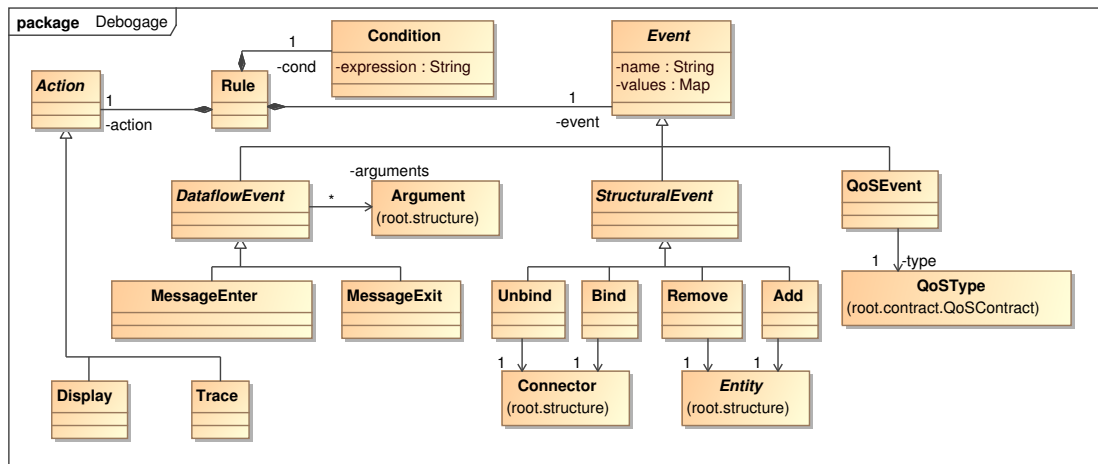 package Debogage
Condition
-expression : String
Event
-name : String
-values : Map
Action
Rule
1
-cond
1
-action
1
-event
DataflowEvent
-arguments
*
Argument
(root.structure)
StructuralEvent
QoSEvent
1
-type
QoSType
(root.contract.QoSContract)
MessageEnter
MessageExit
Unbind
Bind
Remove
Add
1
1
1
1
Connector
(root.structure)
Entity
(root.structure)
Display
Trace